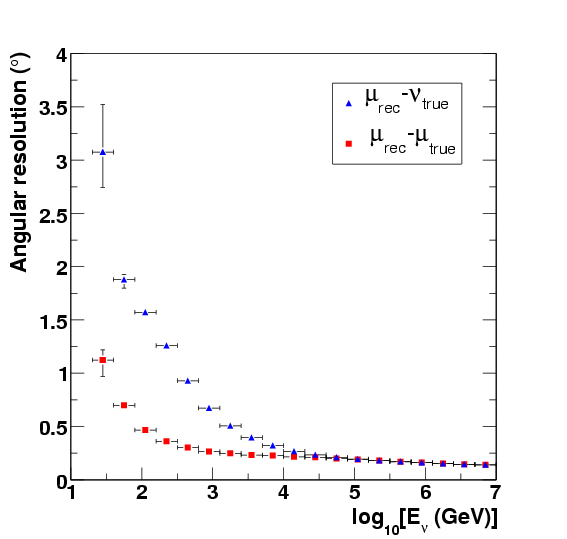 Angular resolution (°)
4
3.5
3
2.5
2
1.5
1
0.5
0
1 2 3 4 5 6 7
log10[Eν (GeV)]
μrec-νtrue
μrec-μtrue